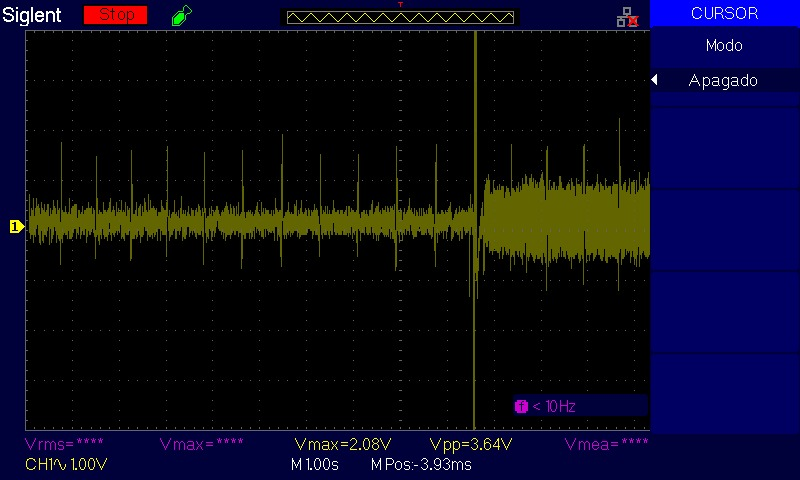 Siglent Stop T CURSOR
Modo
Apagado
1
f < 10Hz
Vrms=**** Vmax=**** Vmax=2.08V Vpp=3.64V Vmea=****
CH1∿ 1.00V M 1.00s M Pos:-3.93ms